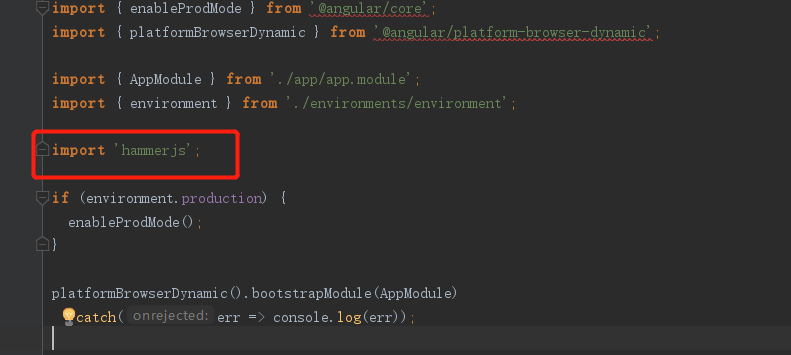 import { enableProdMode } from '@angular/core';
import { platformBrowserDynamic } from '@angular/platform-browser-dynamic';
import { AppModule } from './app/app.module';
import { environment } from './environments/environment';
import 'hammerjs';
if (environment.production) {
enableProdMode();
}
platformBrowserDynamic().bootstrapModule(AppModule)
catch( onrejected: err => console.log(err));